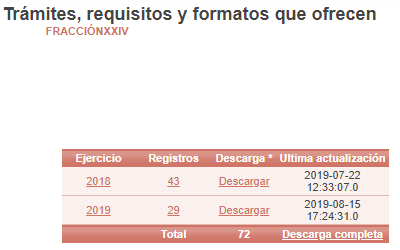 Trámites, requisitos y formatos que ofrecen
FRACCIÓNXXIV
Ejercicio Registros Descarga * Ultima actualización
2018 43 Descargar 2019-07-22 12:33:07.0
2019 29 Descargar 2019-08-15 17:24:31.0
Total 72 Descarga completa